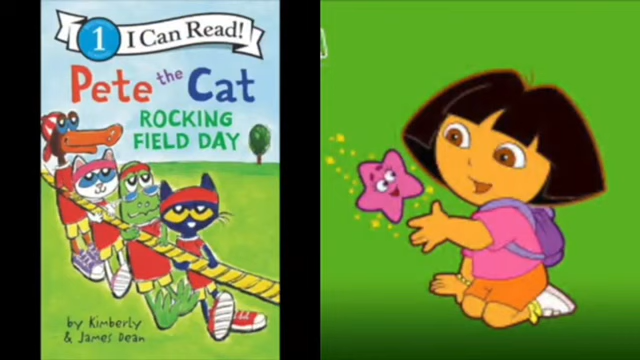 1 I Can Read!
Pete the Cat
ROCKING
FIELD DAY
by Kimberly
& James Dean